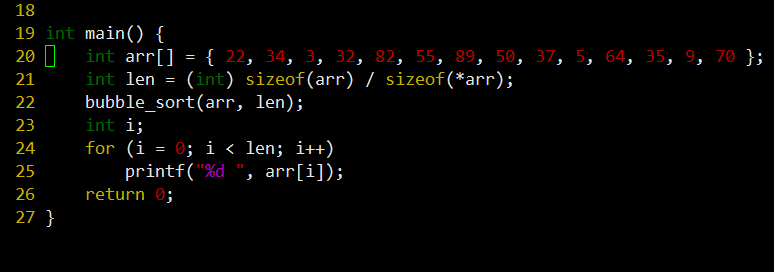 18
19 int main() {
20     int arr[] = { 22, 34, 3, 32, 82, 55, 89, 50, 37, 5, 64, 35, 9, 70 };
21     int len = (int) sizeof(arr) / sizeof(*arr);
22     bubble_sort(arr, len);
23     int i;
24     for (i = 0; i < len; i++)
25         printf("%d ", arr[i]);
26     return 0;
27 }